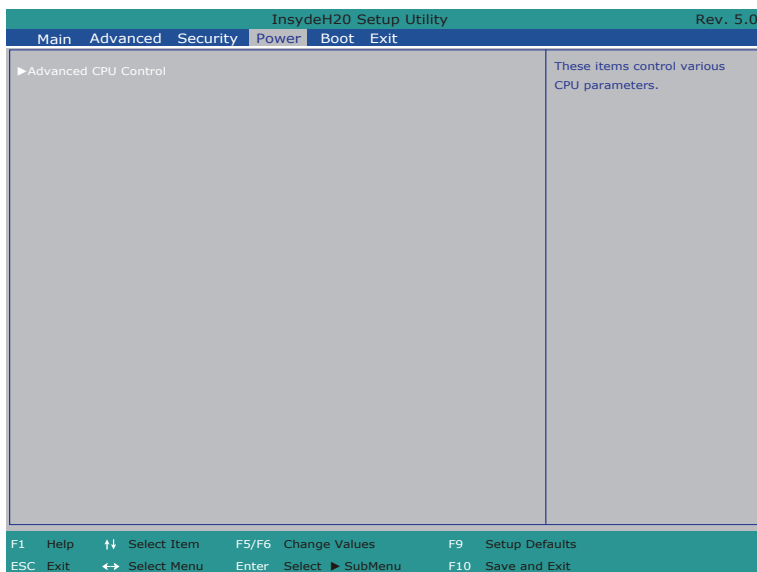 InsydeH20 Setup Utility Rev. 5.0
Main Advanced Security Power Boot Exit
►Advanced CPU Control
These items control various
CPU parameters.
F1 Help ↑↓ Select Item F5/F6 Change Values F9 Setup Defaults
ESC Exit ↔ Select Menu Enter Select ► SubMenu F10 Save and Exit